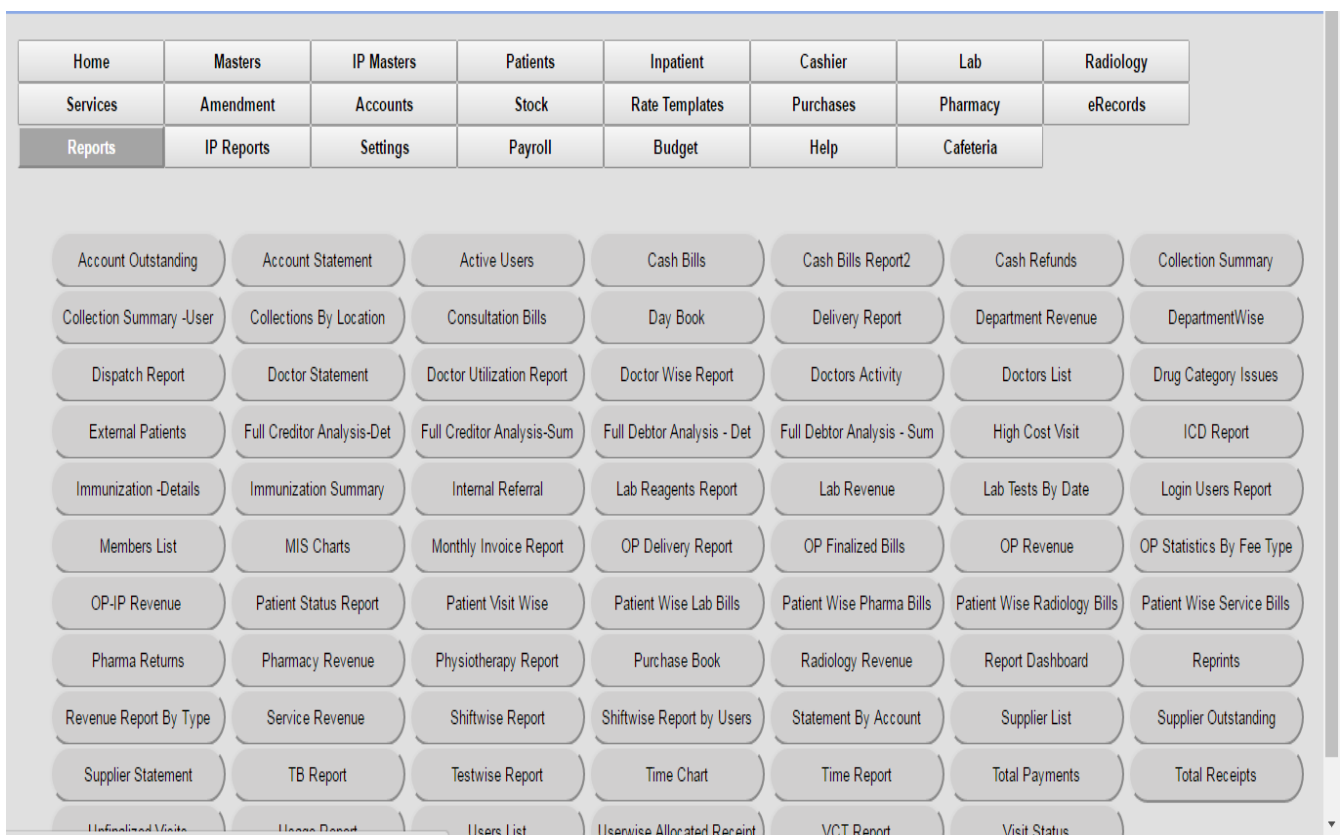 Home Masters IP Masters Patients Inpatient Cashier Lab Radiology
Services Amendment Accounts Stock Rate Templates Purchases Pharmacy eRecords
Reports IP Reports Settings Payroll Budget Help Cafeteria
Account Outstanding Account Statement Active Users Cash Bills Cash Bills Report2 Cash Refunds Collection Summary
Collection Summary -User Collections By Location Consultation Bills Day Book Delivery Report Department Revenue DepartmentWise
Dispatch Report Doctor Statement Doctor Utilization Report Doctor Wise Report Doctors Activity Doctors List Drug Category Issues
External Patients Full Creditor Analysis-Det Full Creditor Analysis-Sum Full Debtor Analysis - Det Full Debtor Analysis - Sum High Cost Visit ICD Report
Immunization -Details Immunization Summary Internal Referral Lab Reagents Report Lab Revenue Lab Tests By Date Login Users Report
Members List MIS Charts Monthly Invoice Report OP Delivery Report OP Finalized Bills OP Revenue OP Statistics By Fee Type
OP-IP Revenue Patient Status Report Patient Visit Wise Patient Wise Lab Bills Patient Wise Pharma Bills Patient Wise Radiology Bills Patient Wise Service Bills
Pharma Returns Pharmacy Revenue Physiotherapy Report Purchase Book Radiology Revenue Report Dashboard Reprints
Revenue Report By Type Service Revenue Shiftwise Report Shiftwise Report by Users Statement By Account Supplier List Supplier Outstanding
Supplier Statement TB Report Testwise Report Time Chart Time Report Total Payments Total Receipts
Unfinalized Visits Usage Report Users List Userwise Allocated Receipt VCT Report Visit Status